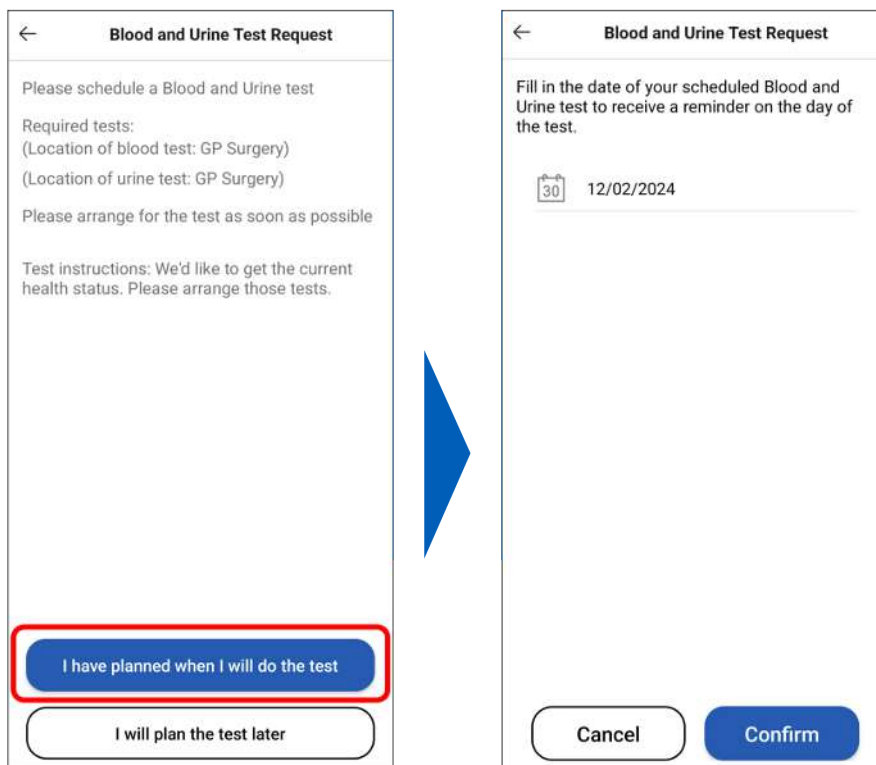 Blood and Urine Test Request
Please schedule a Blood and Urine test
Required tests:
(Location of blood test: GP Surgery)
(Location of urine test: GP Surgery)
Please arrange for the test as soon as possible
Test instructions: We'd like to get the current
health status. Please arrange those tests.
I have planned when I will do the test
I will plan the test later
Blood and Urine Test Request
Fill in the date of your scheduled Blood and
Urine test to receive a reminder on the day of
the test.
30 12/02/2024
Cancel Confirm